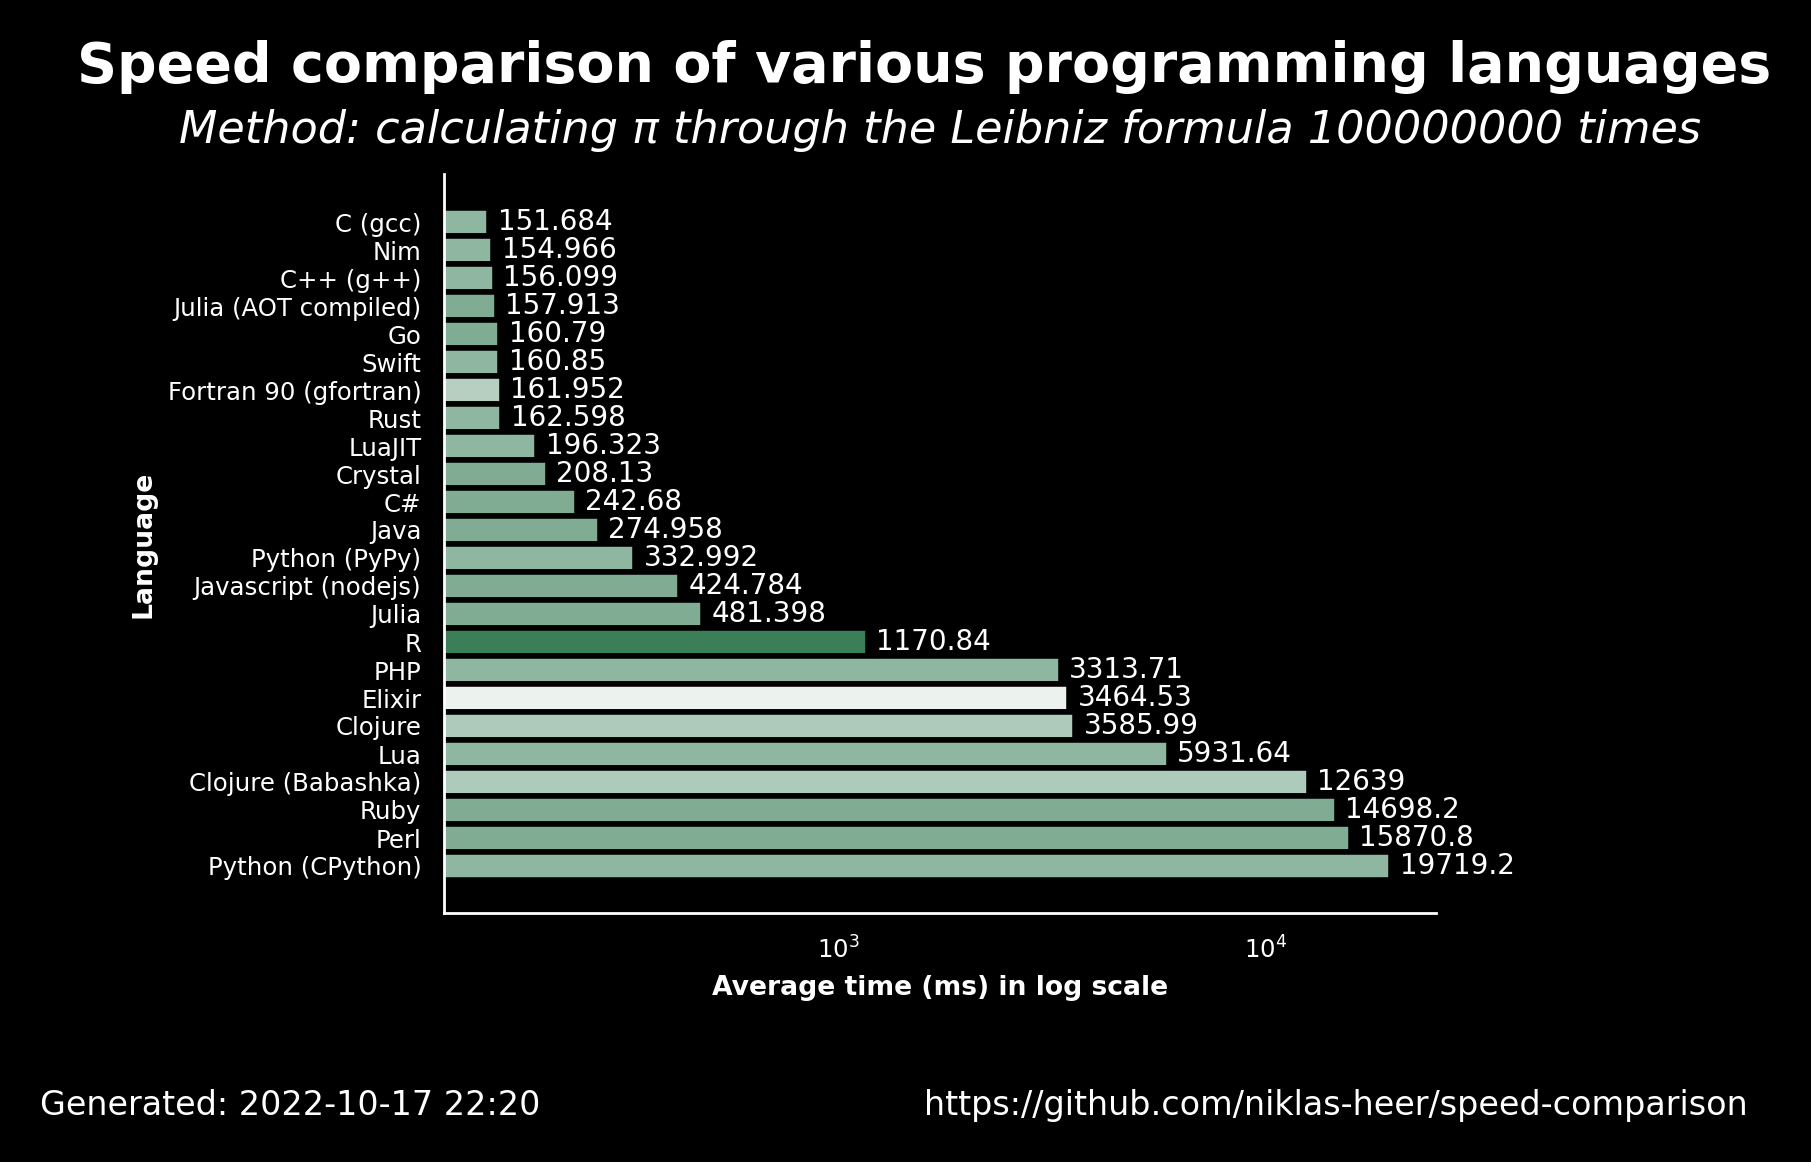 Speed comparison of various programming languages
Method: calculating π through the Leibniz formula 100000000 times
Language
C (gcc) 151.684
Nim 154.966
C++ (g++) 156.099
Julia (AOT compiled) 157.913
Go 160.79
Swift 160.85
Fortran 90 (gfortran) 161.952
Rust 162.598
LuaJIT 196.323
Crystal 208.13
C# 242.68
Java 274.958
Python (PyPy) 332.992
Javascript (nodejs) 424.784
Julia 481.398
R 1170.84
PHP 3313.71
Elixir 3464.53
Clojure 3585.99
Lua 5931.64
Clojure (Babashka) 12639
Ruby 14698.2
Perl 15870.8
Python (CPython) 19719.2
10³ 10⁴
Average time (ms) in log scale
Generated: 2022-10-17 22:20 https://github.com/niklas-heer/speed-comparison